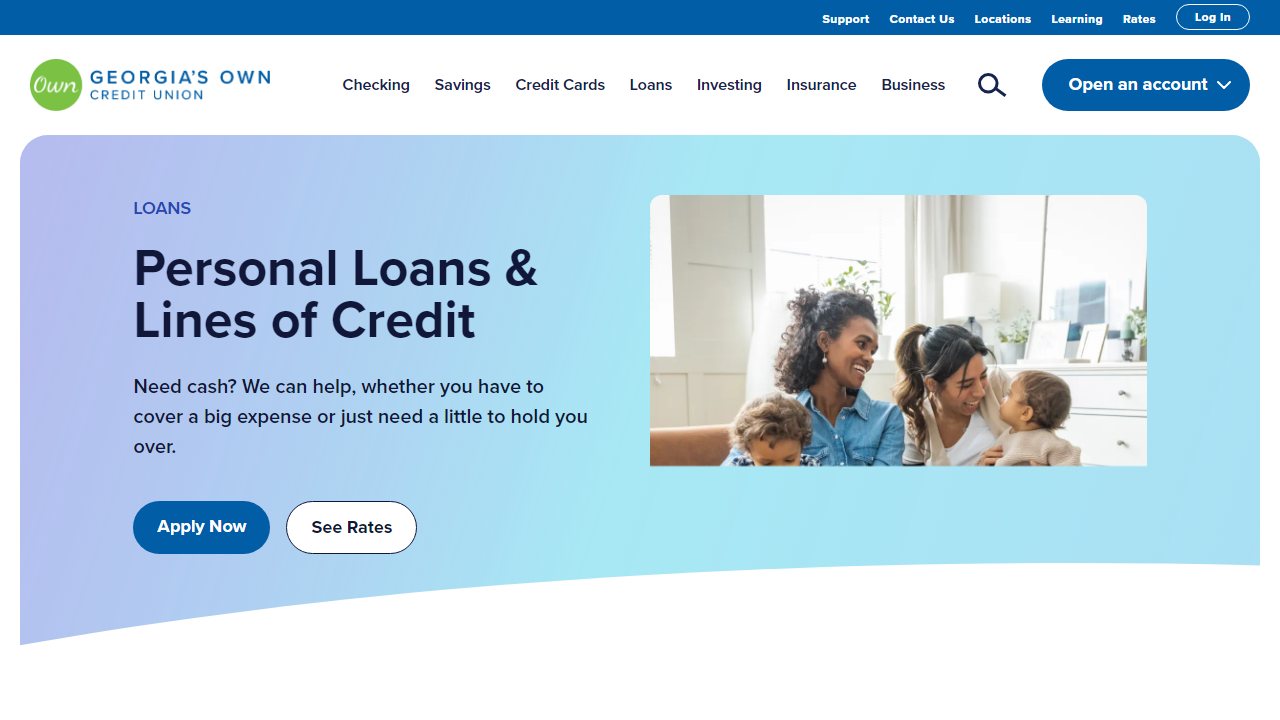 Support Contact Us Locations Learning Rates Log In
Own GEORGIA'S OWN
CREDIT UNION
Checking Savings Credit Cards Loans Investing Insurance Business Open an account
LOANS
Personal Loans &
Lines of Credit
Need cash? We can help, whether you have to
cover a big expense or just need a little to hold you
over.
Apply Now See Rates